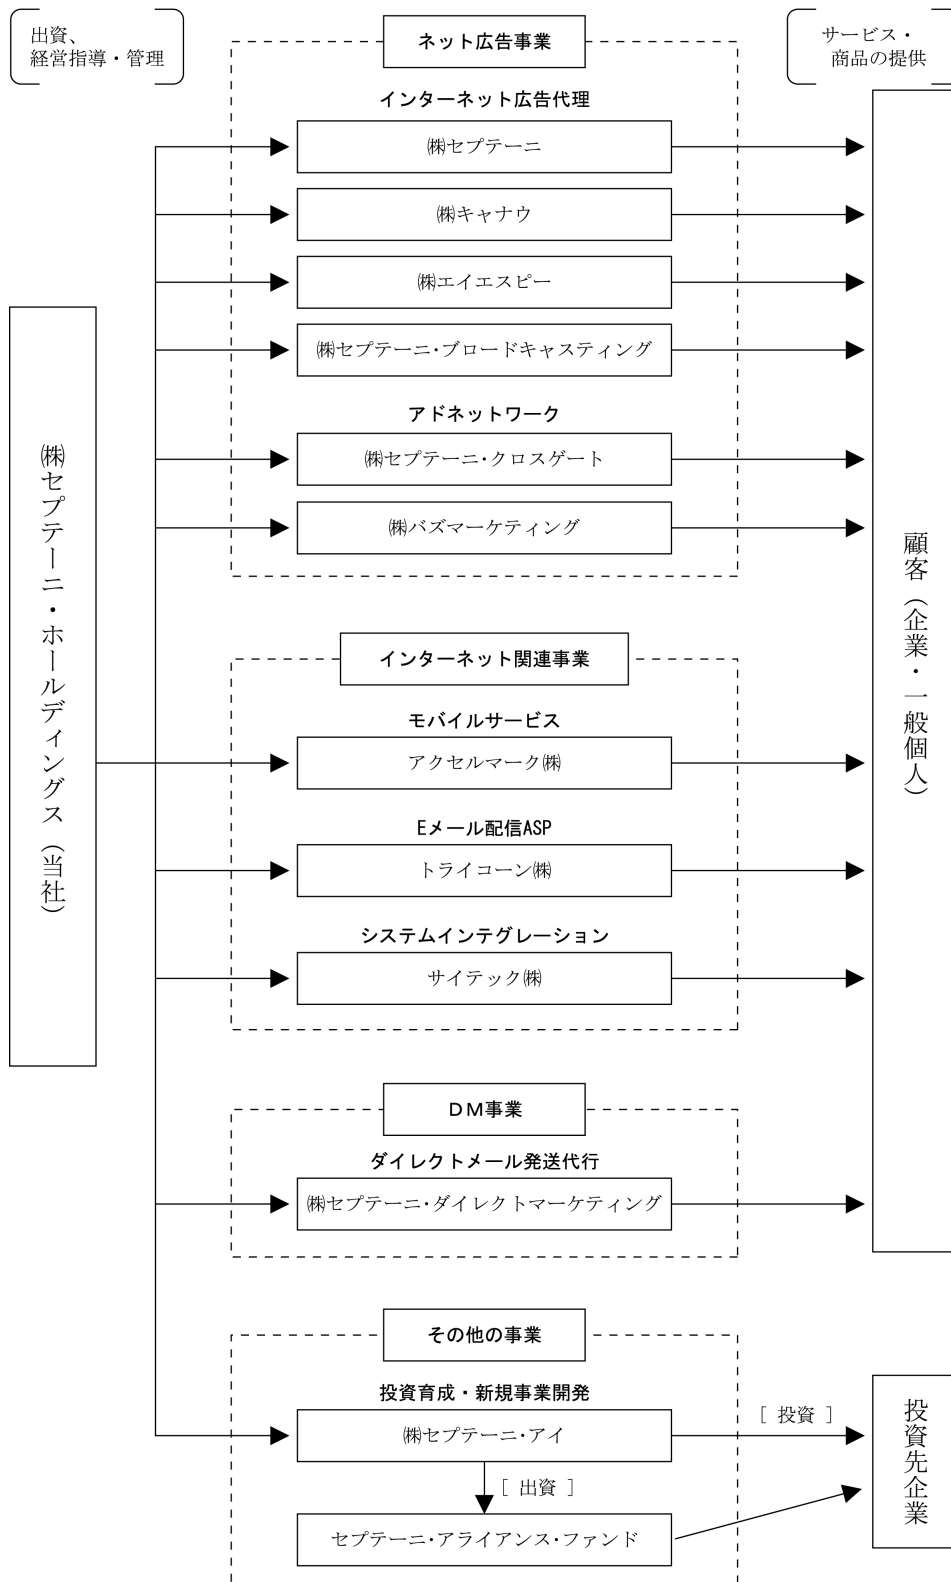 出資、
経営指導・管理
サービス・
商品の提供
ネット広告事業
インターネット広告代理
㈱セプテーニ
㈱キャナウ
㈱エイエスピー
㈱セプテーニ・ブロードキャスティング
アドネットワーク
㈱セプテーニ・クロスゲート
㈱バズマーケティング
㈱セプテーニ・ホールディングス（当社）
顧客（企業・一般個人）
インターネット関連事業
モバイルサービス
アクセルマーク㈱
Eメール配信ASP
トライコーン㈱
システムインテグレーション
サイテック㈱
DM事業
ダイレクトメール発送代行
㈱セプテーニ・ダイレクトマーケティング
その他の事業
投資育成・新規事業開発
㈱セプテーニ・アイ
［ 投資 ］
［ 出資 ］
セプテーニ・アライアンス・ファンド
投資先企業